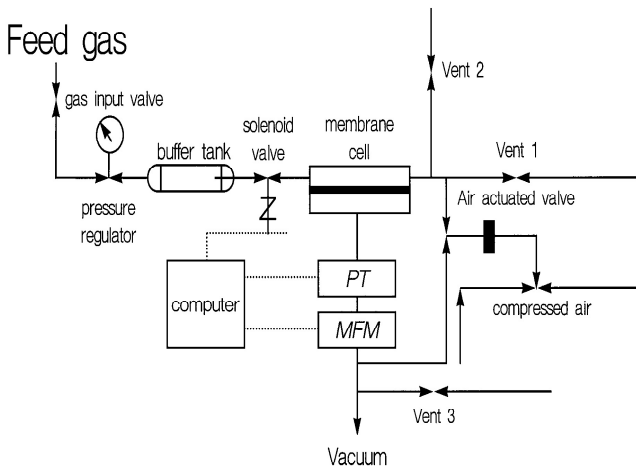 Feed gas
gas input valve
buffer tank
solenoid
valve
membrane
cell
Vent 2
Vent 1
Air actuated valve
pressure
regulator
computer
PT
MFM
compressed air
Vent 3
Vacuum